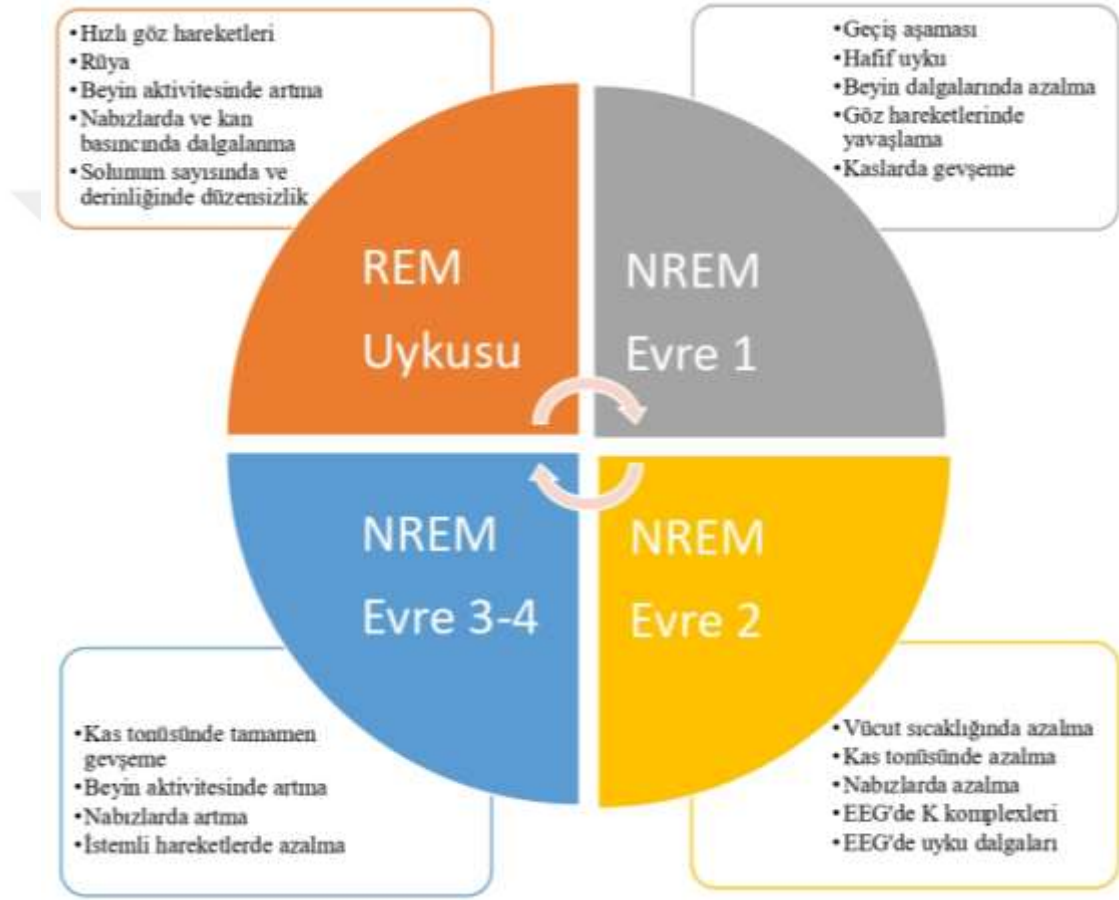 •Hızlı göz hareketleri
•Rüya
•Beyin aktivitesinde artma
•Nabızlarda ve kan
basıncında dalgalanma
•Solunum sayısında ve
derinliğinde düzensizlik
•Geçiş aşaması
•Hafif uyku
•Beyin dalgalarında azalma
•Göz hareketlerinde
yavaşlama
•Kaslarda gevşeme
REM
Uykusu
NREM
Evre 1
NREM
Evre 3-4
NREM
Evre 2
•Kas tonüsünde tamamen
gevşeme
•Beyin aktivitesinde artma
•Nabızlarda artma
•İstemli hareketlerde azalma
•Vücut sıcaklığında azalma
•Kas tonüsünde azalma
•Nabızlarda azalma
•EEG'de K komplexleri
•EEG'de uyku dalgaları